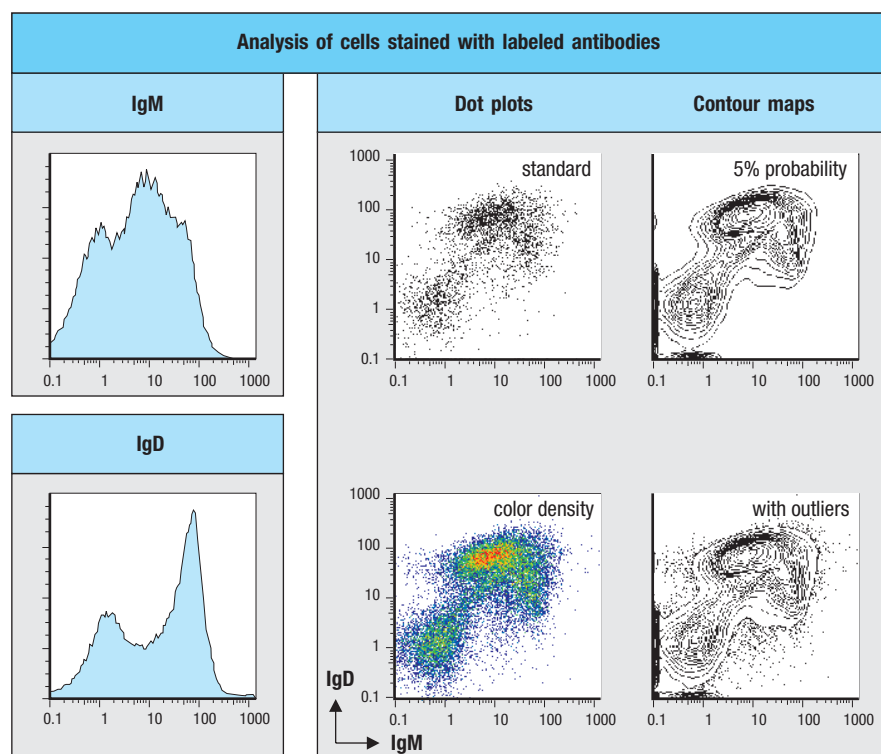 Analysis of cells stained with labeled antibodies
IgM
0.1 1 10 100 1000
IgD
0.1 1 10 100 1000
Dot plots
Contour maps
standard
1000
100
10
1
0.1
0.1 1 10 100 1000
5% probability
0.1 1 10 100 1000
color density
1000
100
10
1
0.1
0.1 1 10 100 1000
IgD
IgM
with outliers
0.1 1 10 100 1000